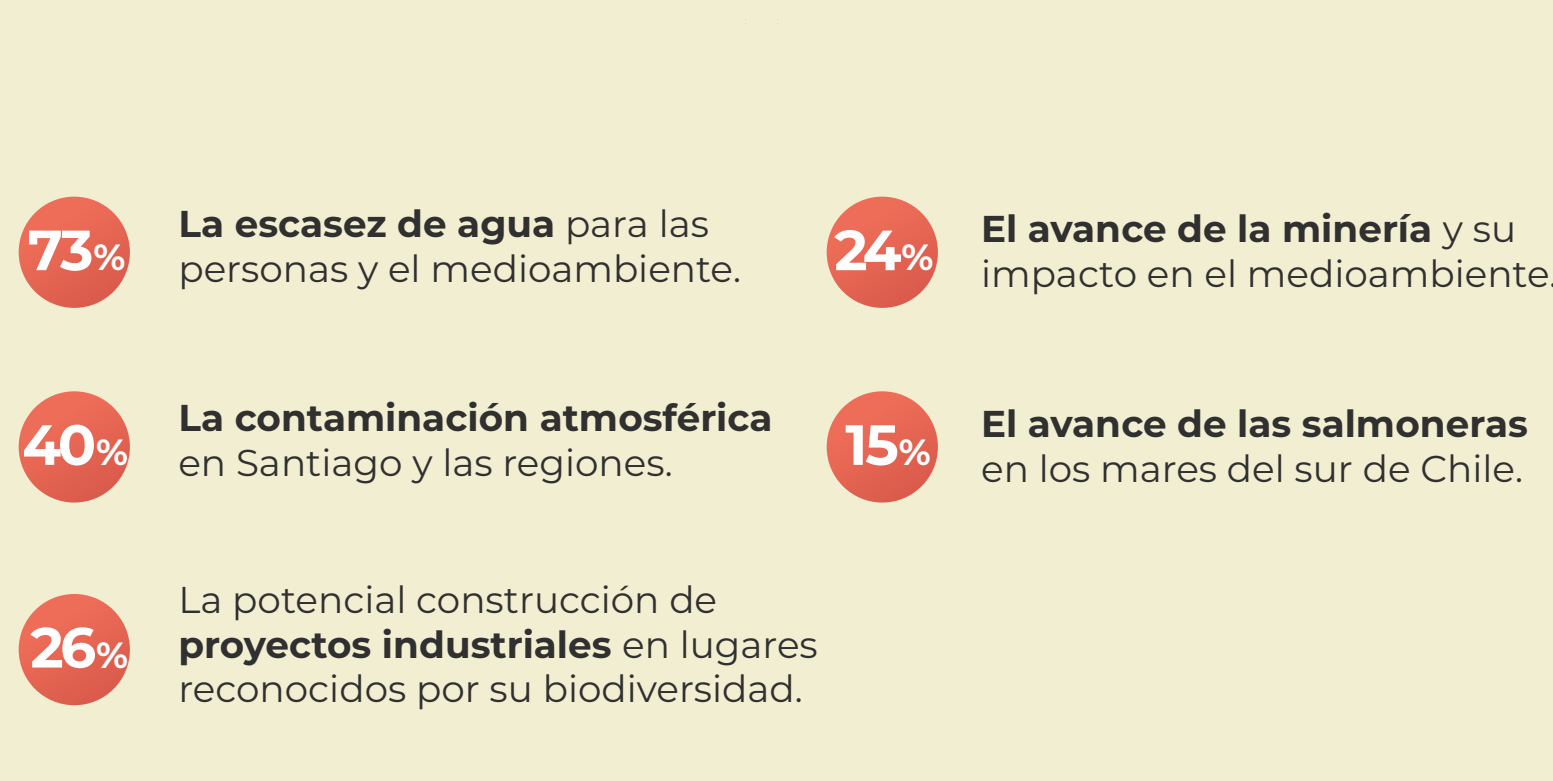 73%
La escasez de agua para las
personas y el medioambiente.
40%
La contaminación atmosférica
en Santiago y las regiones.
26%
La potencial construcción de
proyectos industriales en lugares
reconocidos por su biodiversidad.
24%
El avance de la minería y su
impacto en el medioambiente.
15%
El avance de las salmoneras
en los mares del sur de Chile.